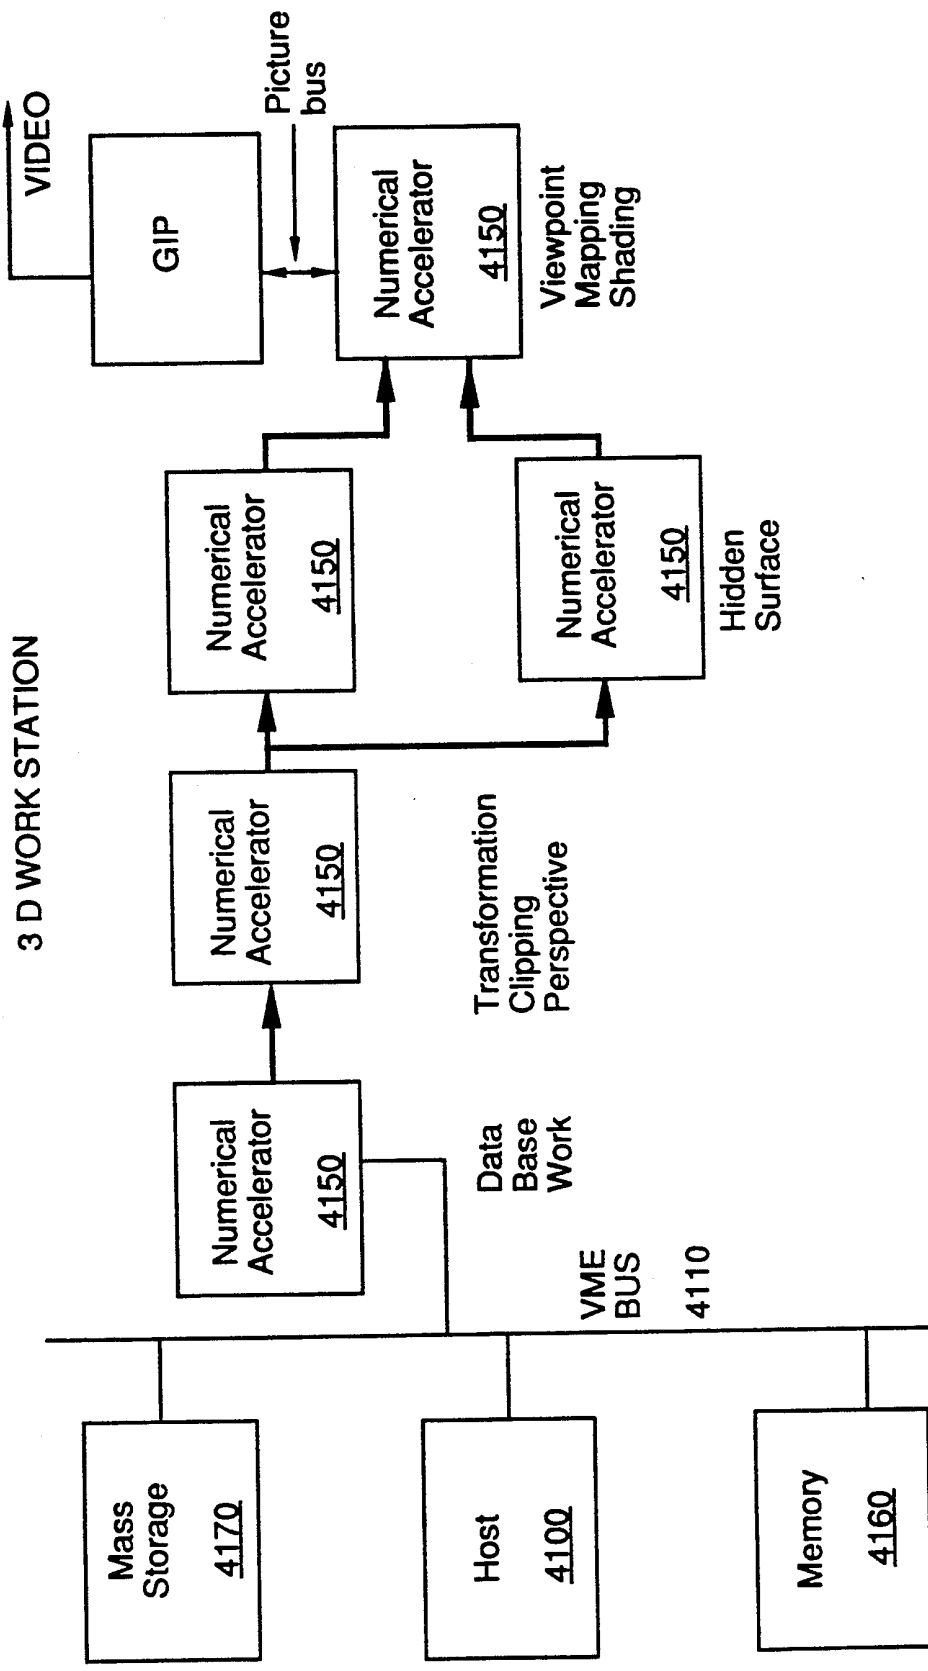 3 D WORK STATION
Mass
Storage
4170
Host
4100
Memory
4160
VME
BUS
4110
Numerical
Accelerator
4150
Data
Base
Work
Numerical
Accelerator
4150
Transformation
Clipping
Perspective
Numerical
Accelerator
4150
Numerical
Accelerator
4150
Hidden
Surface
GIP
VIDEO
Picture
bus
Numerical
Accelerator
4150
Viewpoint
Mapping
Shading